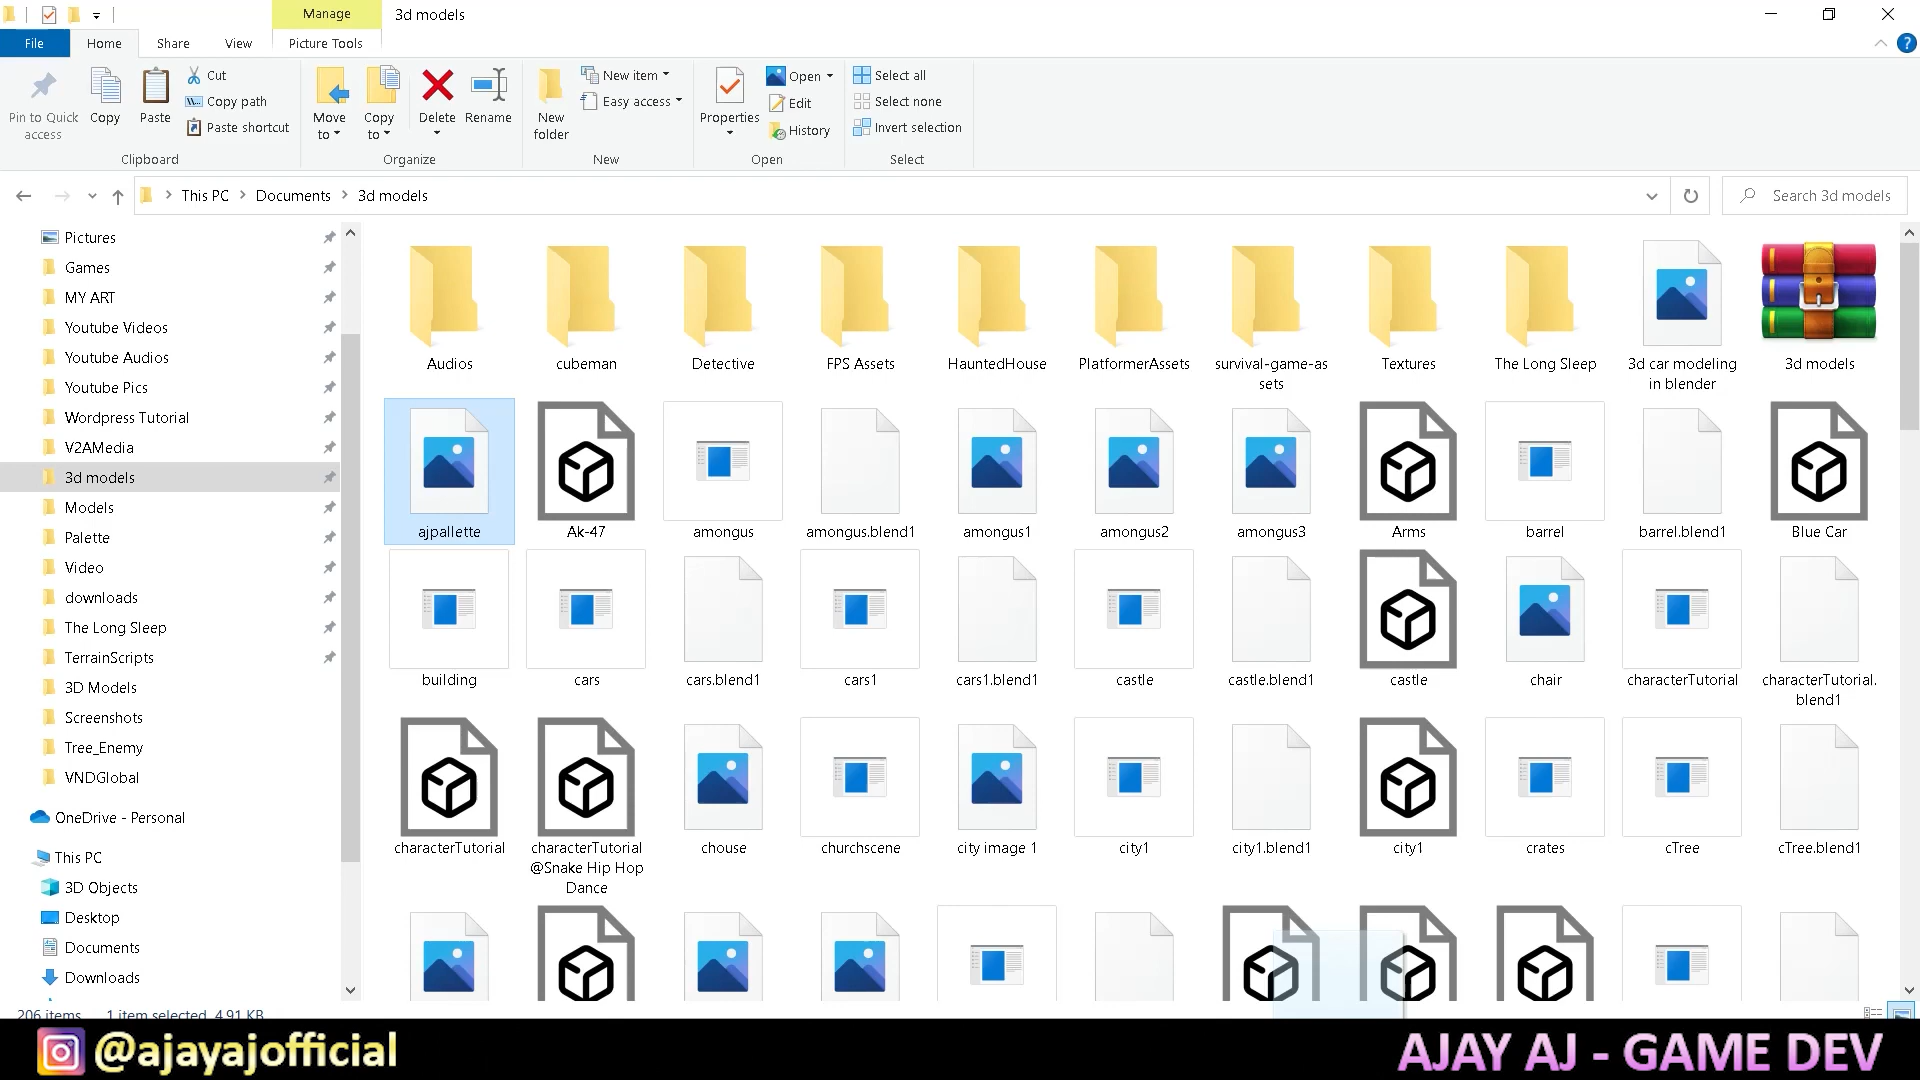 Manage
3d models
File
Home
Share
View
Picture Tools
Pin to Quick
access
Copy
Paste
Cut
Copy path
Paste shortcut
Clipboard
Move
to
Copy
to
Delete
Rename
Organize
New
folder
New item
Easy access
New
Properties
Open
Edit
History
Open
Select all
Select none
Invert selection
Select
This PC > Documents > 3d models
Search 3d models
Pictures
Games
MY ART
Youtube Videos
Youtube Audios
Youtube Pics
Wordpress Tutorial
V2AMedia
3d models
Models
Palette
Video
downloads
The Long Sleep
TerrainScripts
3D Models
Screenshots
Tree_Enemy
VNDGlobal
OneDrive - Personal
This PC
3D Objects
Desktop
Documents
Downloads
Audios
cubeman
Detective
FPS Assets
HauntedHouse
PlatformerAssets
survival-game-as
sets
Textures
The Long Sleep
3d car modeling
in blender
3d models
ajpallette
Ak-47
amongus
amongus.blend1
amongus1
amongus2
amongus3
Arms
barrel
barrel.blend1
Blue Car
building
cars
cars.blend1
cars1
cars1.blend1
castle
castle.blend1
castle
chair
characterTutorial
characterTutorial.
blend1
characterTutorial
characterTutorial
@Snake Hip Hop
Dance
chouse
churchscene
city image 1
city1
city1.blend1
city1
crates
cTree
cTree.blend1
206 items
1 item selected 4.91 KB
@ajayajofficial
AJAY AJ - GAME DEV